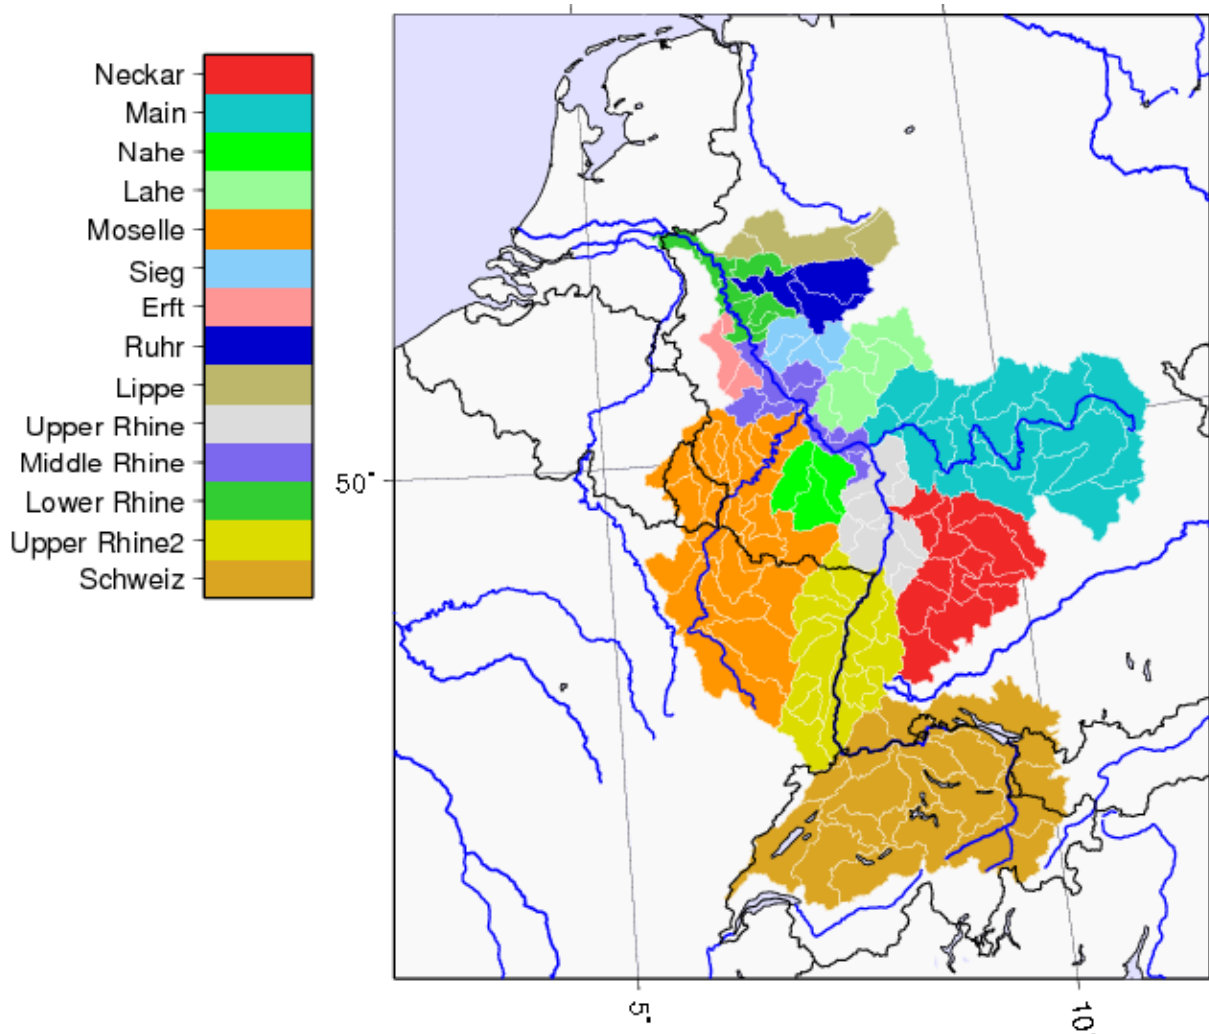 Neckar
Main
Nahe
Lahe
Moselle
Sieg
Erft
Ruhr
Lippe
Upper Rhine
Middle Rhine
Lower Rhine
Upper Rhine2
Schweiz
50°
5°
10°